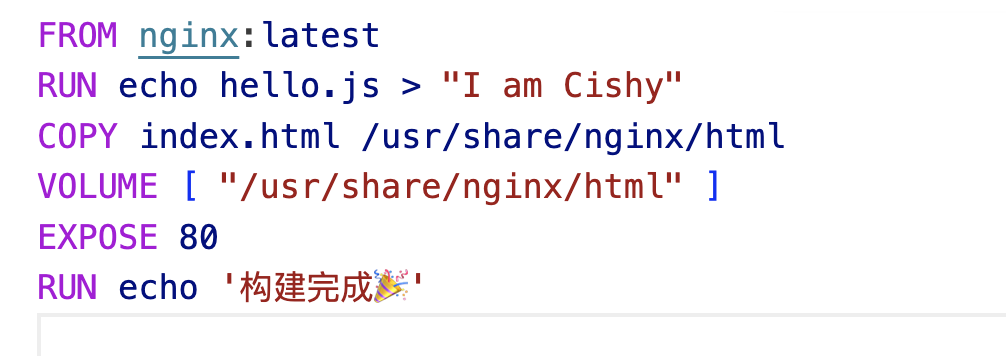 FROM nginx:latest
RUN echo hello.js > "I am Cishy"
COPY index.html /usr/share/nginx/html
VOLUME [ "/usr/share/nginx/html" ]
EXPOSE 80
RUN echo '构建完成🎉'